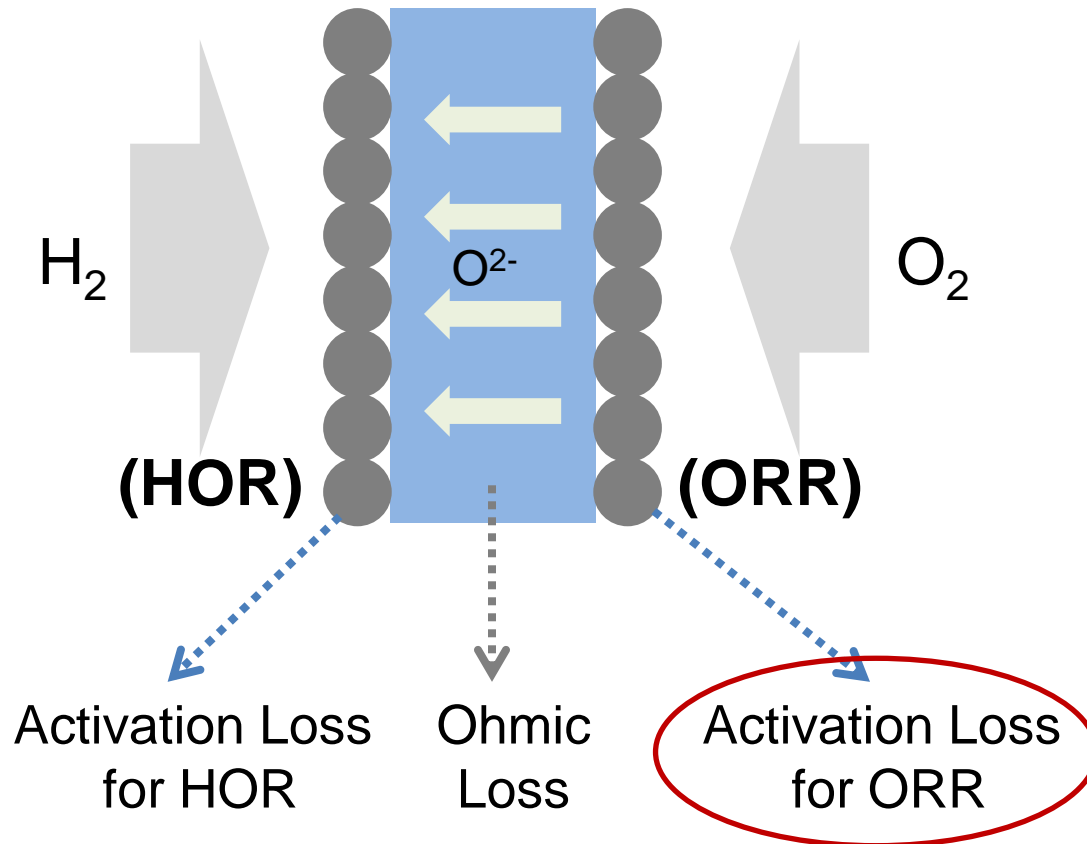 H₂
O²⁻
O₂
(HOR)
(ORR)
Activation Loss
for HOR
Ohmic
Loss
Activation Loss
for ORR